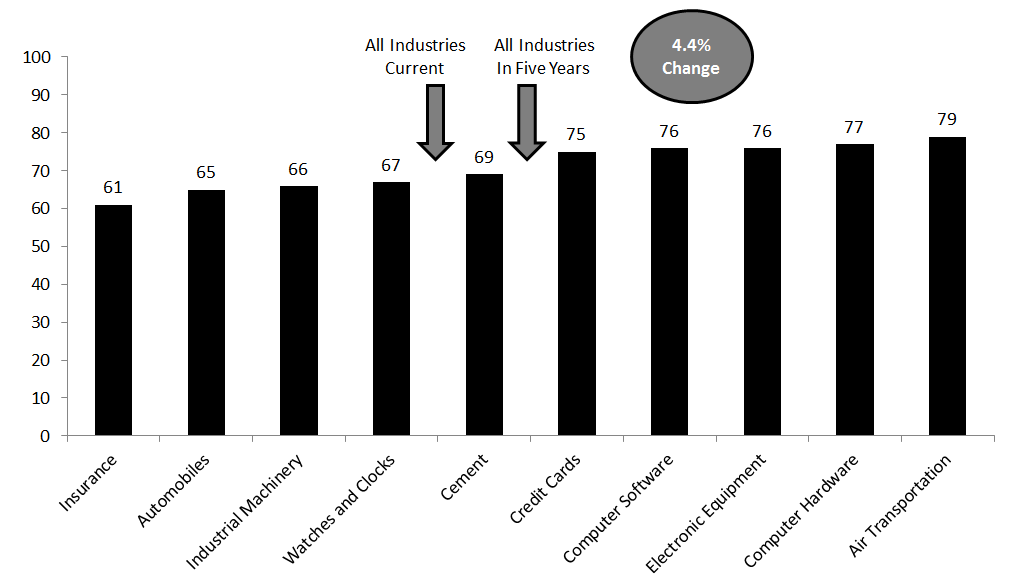 All Industries
Current
All Industries
In Five Years
4.4%
Change
100
90
80
70
60
50
40
30
20
10
0
61
65
66
67
69
75
76
76
77
79
Insurance
Automobiles
Industrial Machinery
Watches and Clocks
Cement
Credit Cards
Computer Software
Electronic Equipment
Computer Hardware
Air Transportation